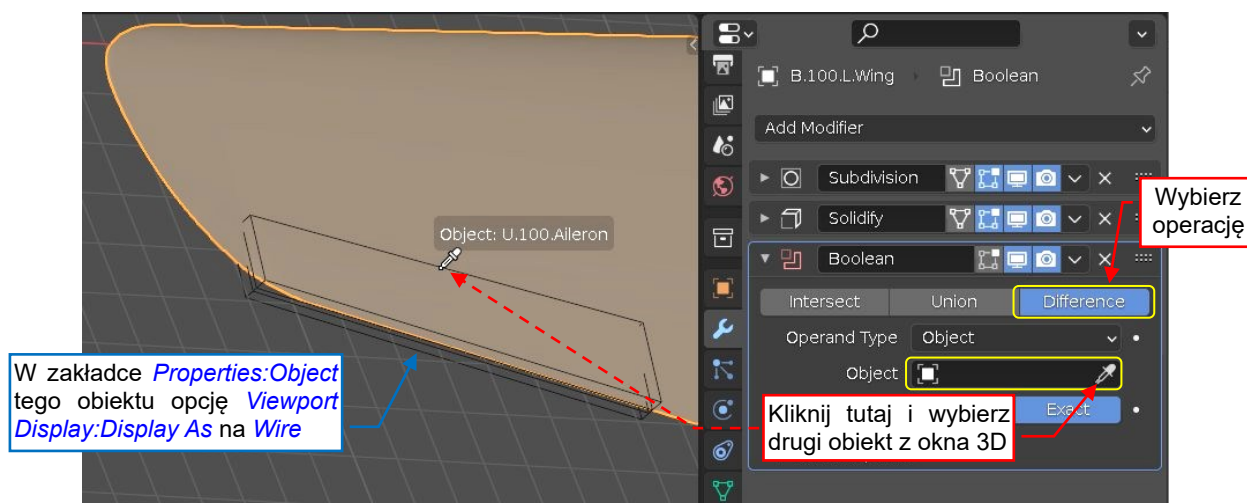 B.100.L.Wing
Boolean
Add Modifier
Subdivision
Wybierz
operację
Solidify
Object: U.100.Aileron
Boolean
Intersect Union Difference
Operand Type Object
W zakładce Properties:Object
tego obiektu opcję Viewport
Display:Display As na Wire
Object
Kliknij tutaj i wybierz
drugi obiekt z okna 3D
Exact